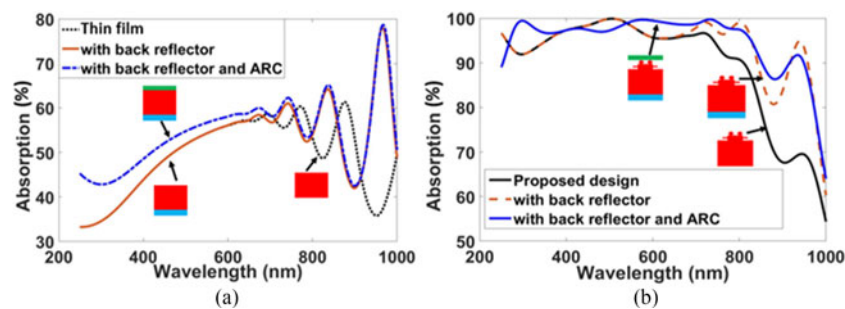 80
70
60
50
40
30
Absorption (%)
Thin film
with back reflector
with back reflector and ARC
200
400
600
800
1000
Wavelength (nm)
(a)
100
90
80
70
60
50
Absorption (%)
Proposed design
with back reflector
with back reflector and ARC
200
400
600
800
1000
Wavelength (nm)
(b)